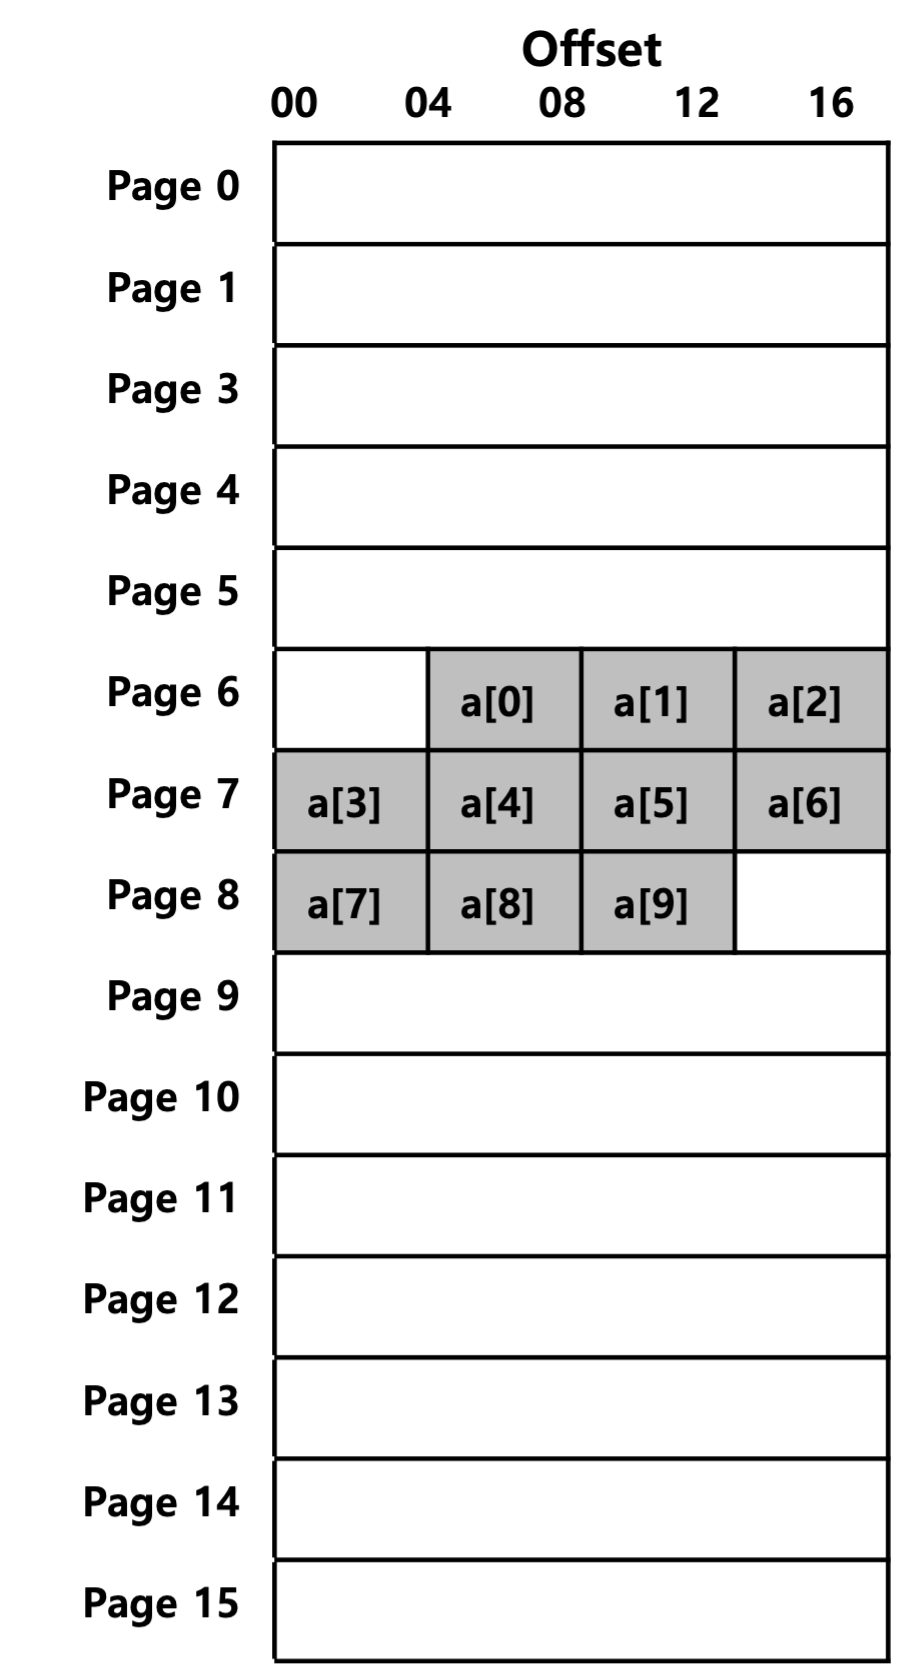 Offset
00 04 08 12 16
Page 0
Page 1
Page 3
Page 4
Page 5
Page 6 a[0] a[1] a[2]
Page 7 a[3] a[4] a[5] a[6]
Page 8 a[7] a[8] a[9]
Page 9
Page 10
Page 11
Page 12
Page 13
Page 14
Page 15